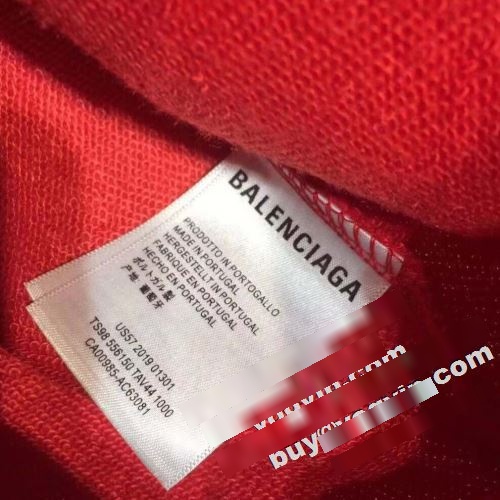 BALENCIAGA
PRODOTTO IN PORTOGALLO
MADE IN PORTUGAL
HERGESTELLT IN PORTUGAL
FABRIQUE EN PORTUGAL
HECHO EN PORTUGAL
ポルトガル製
产地：葡萄牙
US57 2019 01301
TS98 556150 TAV44 1000
CA00985-AC63081